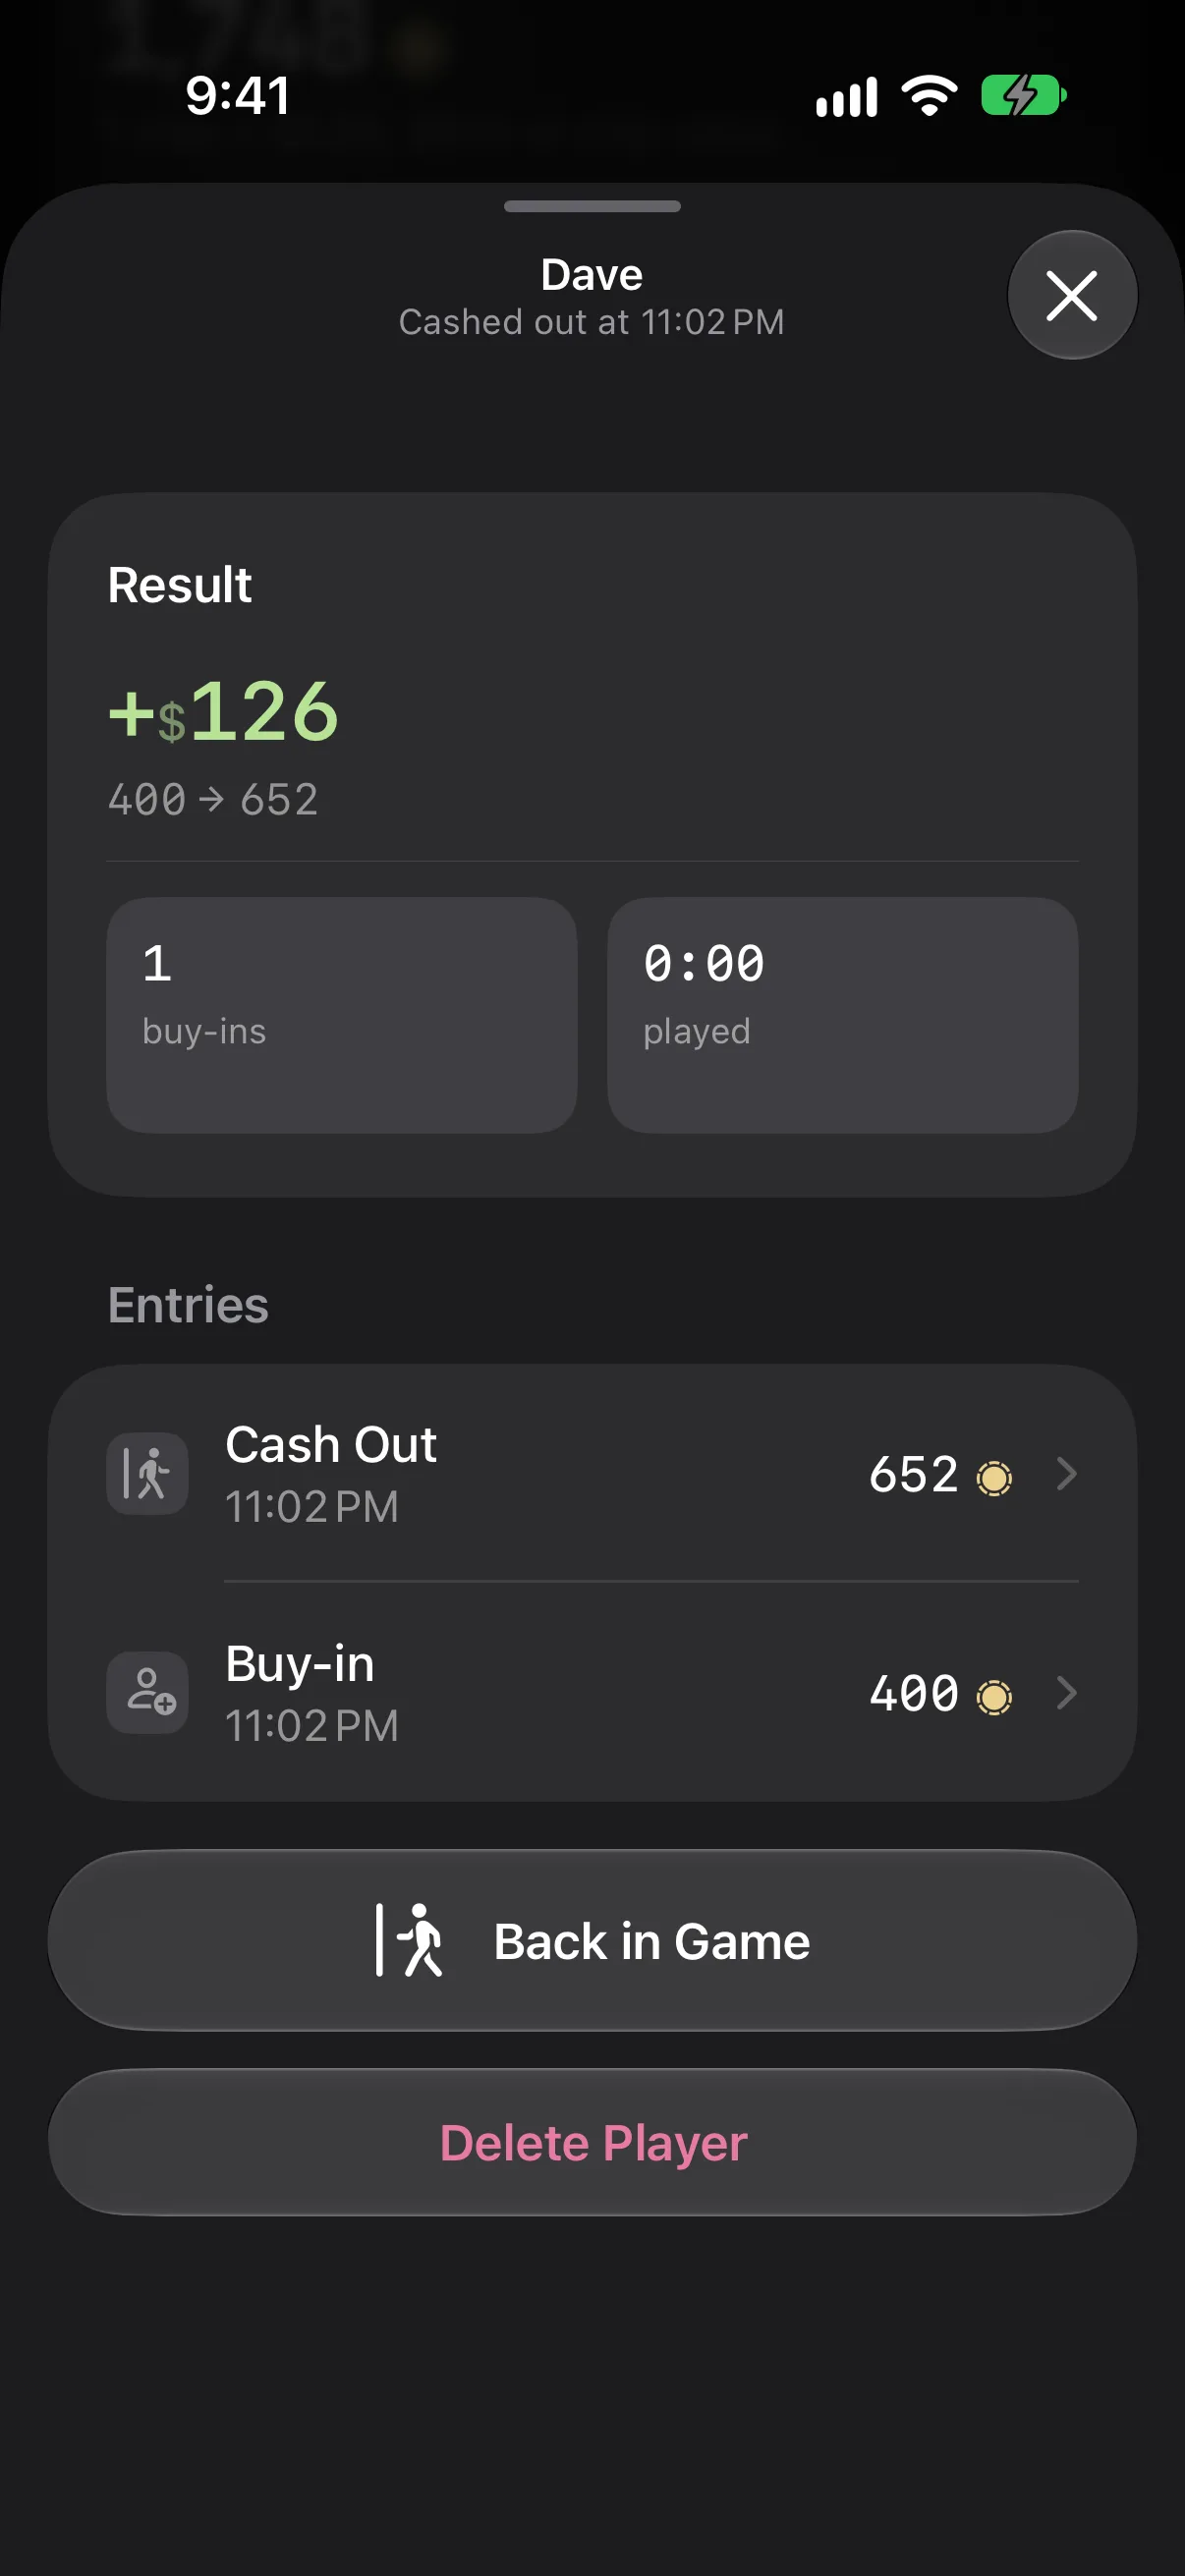 9:41
Dave
Cashed out at 11:02 PM
Result
+$126
400 → 652
1
buy-ins
0:00
played
Entries
Cash Out
11:02 PM
652
Buy-in
11:02 PM
400
Back in Game
Delete Player